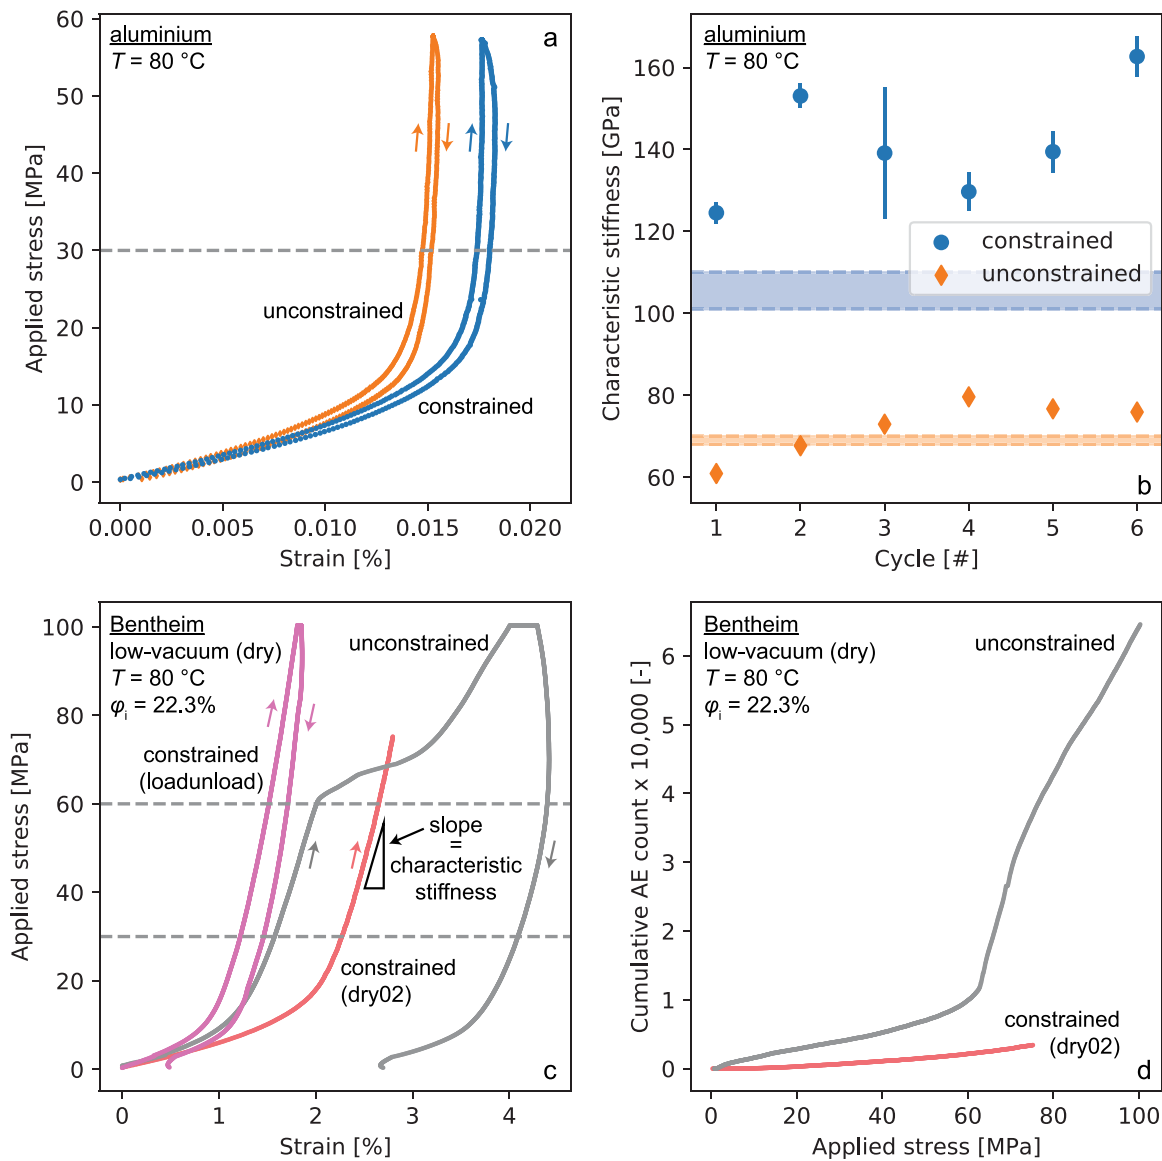 aluminium
T = 80 °C
a
60
50
40
30
20
10
0
Applied stress [MPa]
unconstrained
constrained
0.000
0.005
0.010
0.015
0.020
Strain [%]
aluminium
T = 80 °C
160
140
120
100
80
60
Characteristic stiffness [GPa]
constrained
unconstrained
b
1
2
3
4
5
6
Cycle [#]
Bentheim
low-vacuum (dry)
T = 80 °C
φi = 22.3%
unconstrained
constrained
(loadunload)
slope
=
characteristic
stiffness
constrained
(dry02)
c
100
80
60
40
20
0
Applied stress [MPa]
0
1
2
3
4
Strain [%]
Bentheim
low-vacuum (dry)
T = 80 °C
φi = 22.3%
unconstrained
constrained
(dry02)
d
6
5
4
3
2
1
0
Cumulative AE count x 10,000 [-]
0
20
40
60
80
100
Applied stress [MPa]